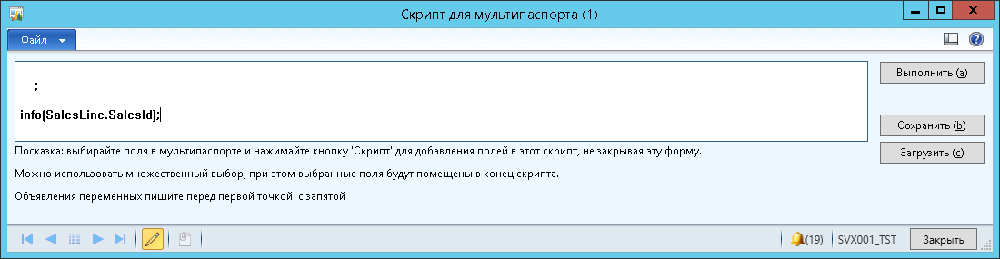 Скрипт для мультипаспорта (1)
Файл
;
info(SalesLine.SalesId);
Выполнить (a)
Сохранить (b)
Загрузить (c)
Посказка: выбирайте поля в мультипаспорте и нажимайте кнопку 'Скрипт' для добавления полей в этот скрипт, не закрывая эту форму.
Можно использовать множественный выбор, при этом выбранные поля будут помещены в конец скрипта.
Объявления переменных пишите перед первой точкой с запятой
(19)
SVX001_TST
Закрыть